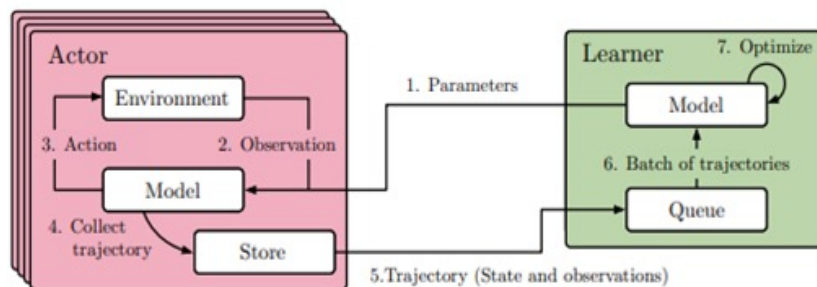 Actor
Environment
3. Action
2. Observation
Model
4. Collect
trajectory
Store
1. Parameters
5.Trajectory (State and observations)
Learner
7. Optimize
Model
6. Batch of trajectories
Queue